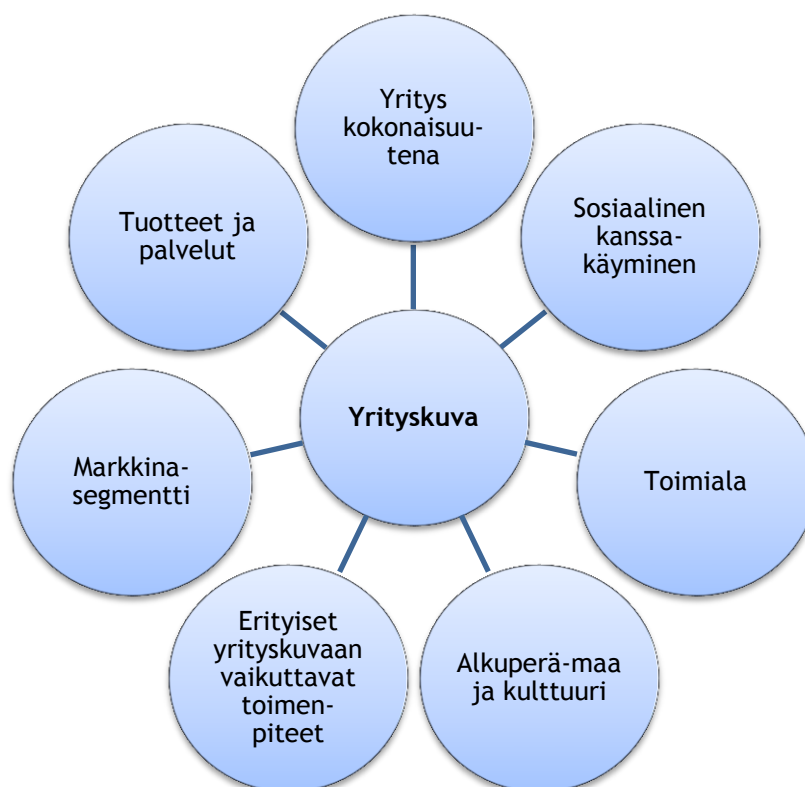 Yritys
kokonaisuu-
tena
Sosiaalinen
kanssa-
käyminen
Toimiala
Alkuperä-maa
ja kulttuuri
Erityiset
yrityskuvaan
vaikuttavat
toimen-
piteet
Markkina-
segmentti
Tuotteet ja
palvelut
Yrityskuva